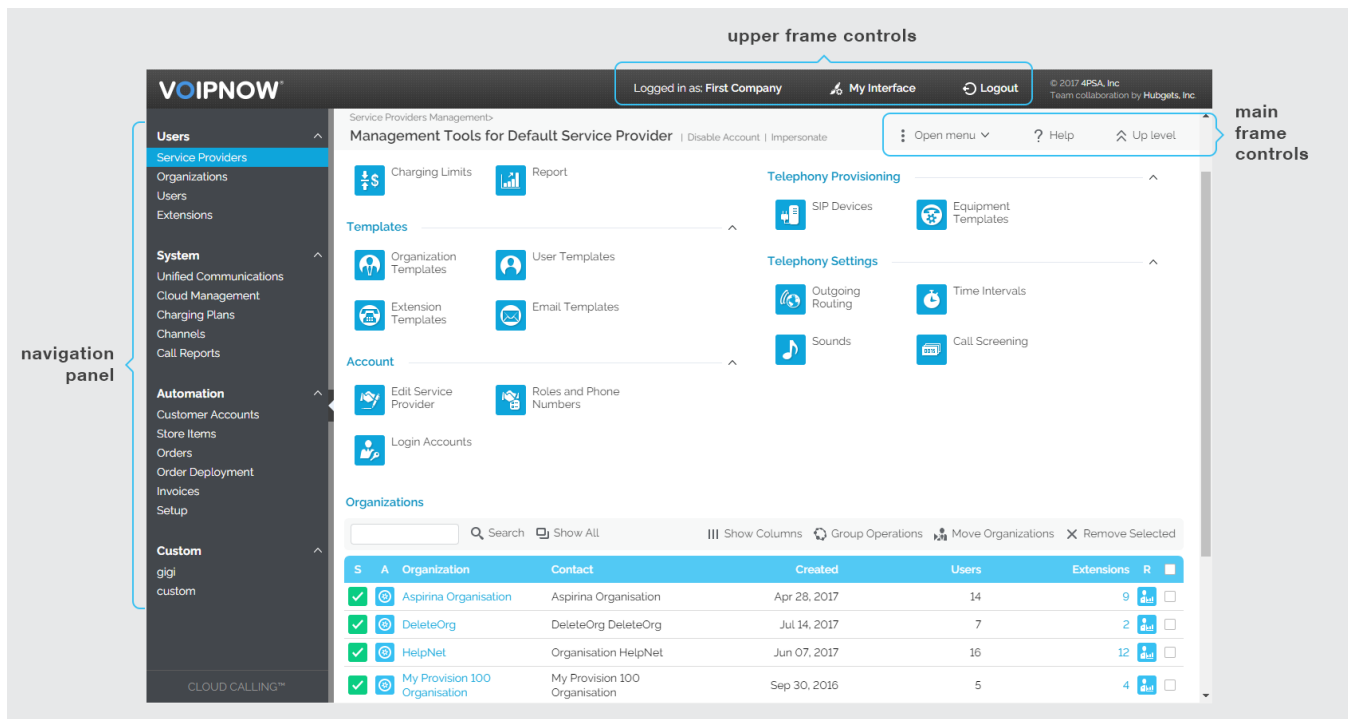 upper frame controls
VOIPNOW®
Logged in as: First Company
My Interface
Logout
© 2017 4PSA, Inc
Team collaboration by Hubgets, Inc.
main
frame
controls
navigation
panel
Users
Service Providers
Organizations
Users
Extensions
System
Unified Communications
Cloud Management
Charging Plans
Channels
Call Reports
Automation
Customer Accounts
Store Items
Orders
Order Deployment
Invoices
Setup
Custom
gigi
custom
CLOUD CALLING™
Service Providers Management>
Management Tools for Default Service Provider | Disable Account | Impersonate
Open menu
? Help
Up level
Charging Limits
Report
Templates
Organization
Templates
User Templates
Extension
Templates
Email Templates
Account
Edit Service
Provider
Roles and Phone
Numbers
Login Accounts
Telephony Provisioning
SIP Devices
Equipment
Templates
Telephony Settings
Outgoing
Routing
Time Intervals
Sounds
Call Screening
Organizations
Search Show All Show Columns Group Operations Move Organizations Remove Selected
S A Organization Contact Created Users Extensions R
Aspirina Organisation Aspirina Organisation Apr 28, 2017 14 9
DeleteOrg DeleteOrg DeleteOrg Jul 14, 2017 7 2
HelpNet Organisation HelpNet Jun 07, 2017 16 12
My Provision 100 My Provision 100
Organisation Organisation Sep 30, 2016 5 4